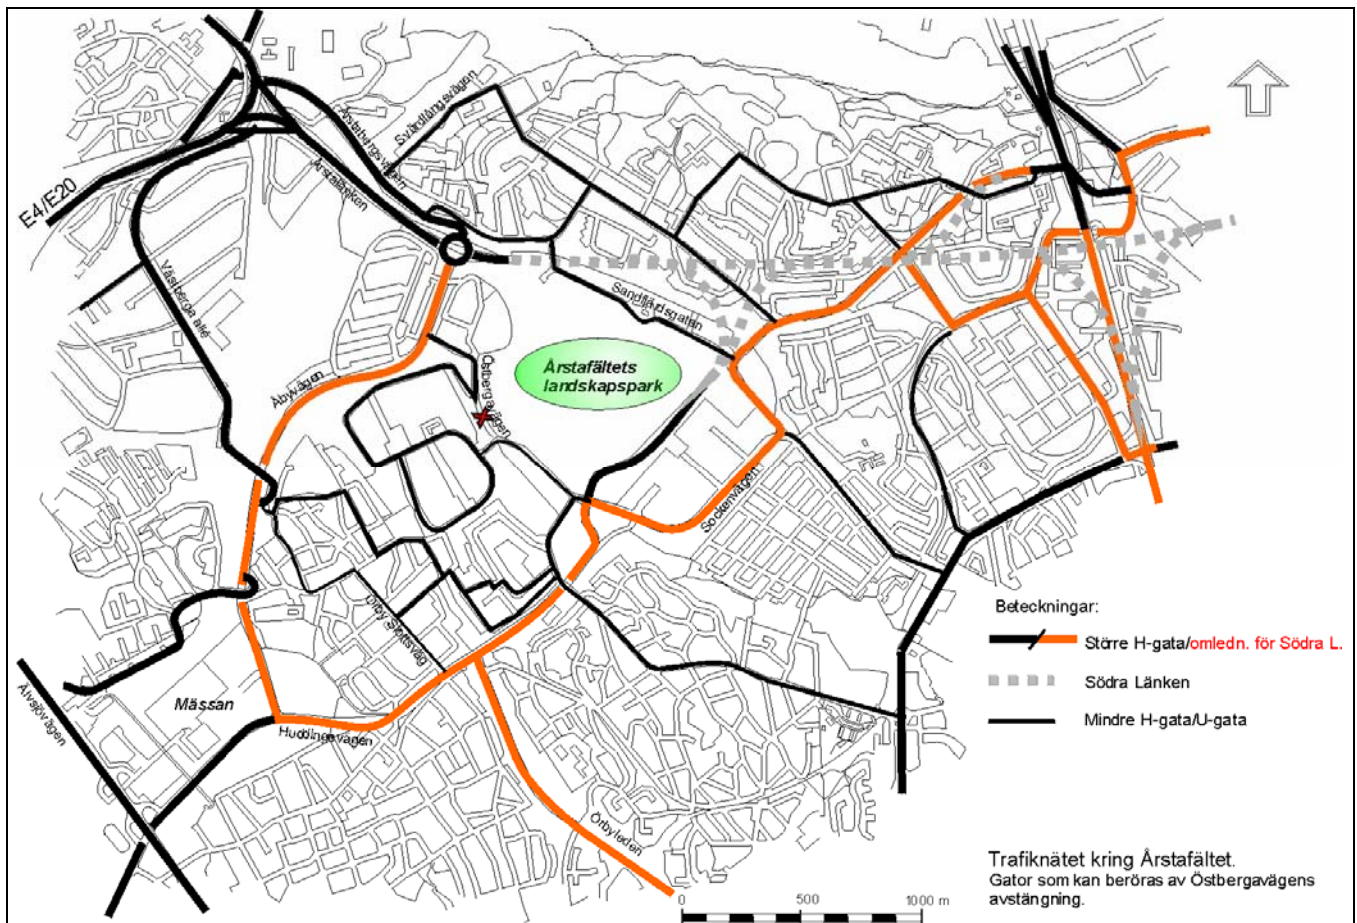 Svärdlångsvägen
Årstabergsvägen
Årstalänken
E4/E20
Västberga allé
Sandfjärdsgatan
Östbergavägen
Årstafältets
landskapspark
Åbyvägen
Sockenvägen
Örby Slottsväg
Mässan
Älvsjövägen
Huddingevägen
Örbyleden
Beteckningar:
Större H-gata/omledn. för Södra L.
Södra Länken
Mindre H-gata/U-gata
Trafiknätet kring Årstafältet.
Gator som kan beröras av Östbergavägens
avstängning.
0 500 1000 m